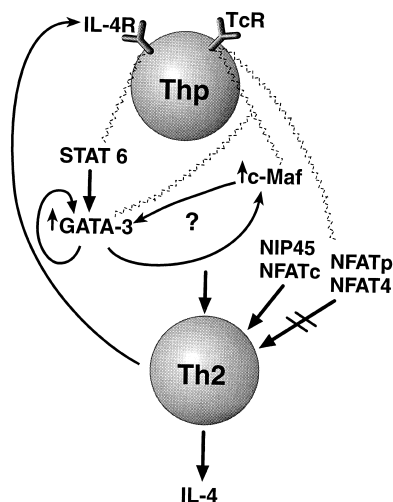 IL-4R
TcR
Thp
STAT 6
c-Maf
GATA-3
?
NIP45
NFATc
NFATp
NFAT4
Th2
IL-4